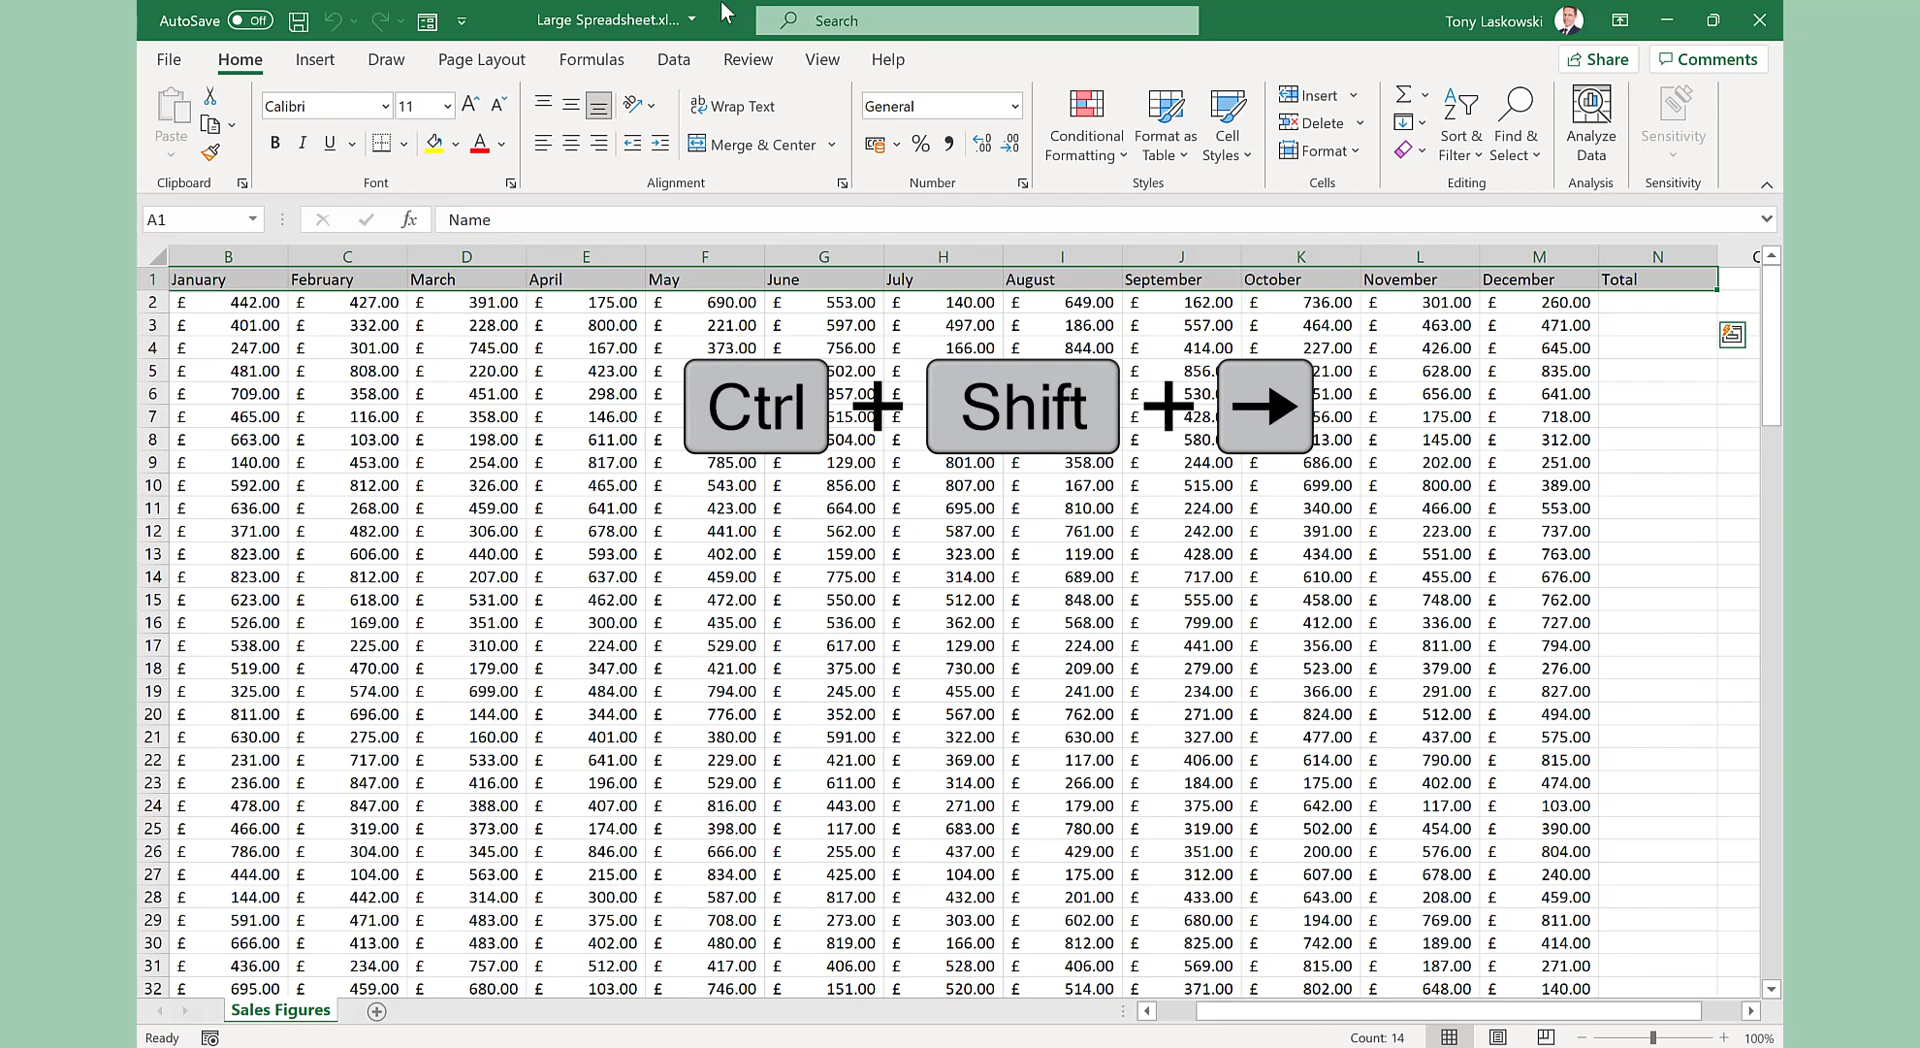 AutoSave Off Large Spreadsheet.xl... Search Tony Laskowski
File Home Insert Draw Page Layout Formulas Data Review View Help Share Comments
Paste Calibri 11 Wrap Text General Conditional Formatting Format as Table Cell Styles Insert Sort & Filter Find & Select Analyze Data Sensitivity
B I U A Merge & Center % Delete
Format
Clipboard Font Alignment Number Styles Cells Editing Analysis Sensitivity
A1 fx Name
B C D E F G H I J K L M N
1 January February March April May June July August September October November December Total
2 £ 442.00 £ 427.00 £ 391.00 £ 175.00 £ 690.00 £ 553.00 £ 140.00 £ 649.00 £ 162.00 £ 736.00 £ 301.00 £ 260.00
3 £ 401.00 £ 332.00 £ 228.00 £ 800.00 £ 221.00 £ 597.00 £ 497.00 £ 186.00 £ 557.00 £ 464.00 £ 463.00 £ 471.00
4 £ 247.00 £ 301.00 £ 745.00 £ 167.00 £ 373.00 £ 756.00 £ 166.00 £ 844.00 £ 414.00 £ 227.00 £ 426.00 £ 645.00
5 £ 481.00 £ 808.00 £ 220.00 £ 423.00 £ £ 628.00 £ 835.00
6 £ 709.00 £ 358.00 £ 451.00 £ 298.00 £ £ 656.00 £ 641.00
7 £ 465.00 £ 116.00 £ 358.00 £ 146.00 £ £ 175.00 £ 718.00
8 £ 663.00 £ 103.00 £ 198.00 £ 611.00 £ £ 145.00 £ 312.00
Ctrl + Shift + →
9 £ 140.00 £ 453.00 £ 254.00 £ 817.00 £ 785.00 £ 129.00 £ 801.00 £ 358.00 £ 244.00 £ 686.00 £ 202.00 £ 251.00
10 £ 592.00 £ 812.00 £ 326.00 £ 465.00 £ 543.00 £ 856.00 £ 807.00 £ 167.00 £ 515.00 £ 699.00 £ 800.00 £ 389.00
11 £ 636.00 £ 268.00 £ 459.00 £ 641.00 £ 423.00 £ 664.00 £ 695.00 £ 810.00 £ 224.00 £ 340.00 £ 466.00 £ 553.00
12 £ 371.00 £ 482.00 £ 306.00 £ 678.00 £ 441.00 £ 562.00 £ 587.00 £ 761.00 £ 242.00 £ 391.00 £ 223.00 £ 737.00
13 £ 823.00 £ 606.00 £ 440.00 £ 593.00 £ 402.00 £ 159.00 £ 323.00 £ 119.00 £ 428.00 £ 434.00 £ 551.00 £ 763.00
14 £ 823.00 £ 812.00 £ 207.00 £ 637.00 £ 459.00 £ 775.00 £ 314.00 £ 689.00 £ 717.00 £ 610.00 £ 455.00 £ 676.00
15 £ 623.00 £ 618.00 £ 531.00 £ 462.00 £ 472.00 £ 550.00 £ 512.00 £ 848.00 £ 555.00 £ 458.00 £ 748.00 £ 762.00
16 £ 526.00 £ 169.00 £ 351.00 £ 300.00 £ 435.00 £ 536.00 £ 362.00 £ 568.00 £ 799.00 £ 412.00 £ 336.00 £ 727.00
17 £ 538.00 £ 225.00 £ 310.00 £ 224.00 £ 529.00 £ 617.00 £ 129.00 £ 224.00 £ 441.00 £ 356.00 £ 811.00 £ 794.00
18 £ 519.00 £ 470.00 £ 179.00 £ 347.00 £ 421.00 £ 375.00 £ 730.00 £ 209.00 £ 279.00 £ 523.00 £ 379.00 £ 276.00
19 £ 325.00 £ 574.00 £ 699.00 £ 484.00 £ 794.00 £ 245.00 £ 455.00 £ 241.00 £ 234.00 £ 366.00 £ 291.00 £ 827.00
20 £ 811.00 £ 696.00 £ 144.00 £ 344.00 £ 776.00 £ 352.00 £ 567.00 £ 762.00 £ 271.00 £ 824.00 £ 512.00 £ 494.00
21 £ 630.00 £ 275.00 £ 160.00 £ 401.00 £ 380.00 £ 591.00 £ 322.00 £ 630.00 £ 327.00 £ 477.00 £ 437.00 £ 575.00
22 £ 231.00 £ 717.00 £ 533.00 £ 641.00 £ 229.00 £ 421.00 £ 369.00 £ 117.00 £ 406.00 £ 614.00 £ 790.00 £ 815.00
23 £ 236.00 £ 847.00 £ 416.00 £ 196.00 £ 529.00 £ 611.00 £ 314.00 £ 266.00 £ 184.00 £ 175.00 £ 402.00 £ 474.00
24 £ 478.00 £ 847.00 £ 388.00 £ 407.00 £ 816.00 £ 443.00 £ 271.00 £ 179.00 £ 375.00 £ 642.00 £ 117.00 £ 103.00
25 £ 466.00 £ 319.00 £ 373.00 £ 174.00 £ 398.00 £ 117.00 £ 683.00 £ 780.00 £ 319.00 £ 502.00 £ 454.00 £ 390.00
26 £ 786.00 £ 304.00 £ 345.00 £ 846.00 £ 666.00 £ 255.00 £ 437.00 £ 429.00 £ 351.00 £ 200.00 £ 576.00 £ 804.00
27 £ 444.00 £ 104.00 £ 563.00 £ 215.00 £ 834.00 £ 425.00 £ 104.00 £ 175.00 £ 312.00 £ 607.00 £ 678.00 £ 240.00
28 £ 144.00 £ 442.00 £ 314.00 £ 300.00 £ 587.00 £ 817.00 £ 432.00 £ 201.00 £ 433.00 £ 643.00 £ 208.00 £ 459.00
29 £ 591.00 £ 471.00 £ 483.00 £ 375.00 £ 708.00 £ 273.00 £ 303.00 £ 602.00 £ 680.00 £ 194.00 £ 769.00 £ 811.00
30 £ 666.00 £ 413.00 £ 483.00 £ 402.00 £ 480.00 £ 819.00 £ 166.00 £ 812.00 £ 825.00 £ 742.00 £ 189.00 £ 414.00
31 £ 436.00 £ 234.00 £ 757.00 £ 512.00 £ 417.00 £ 406.00 £ 528.00 £ 406.00 £ 569.00 £ 815.00 £ 187.00 £ 271.00
32 £ 695.00 £ 459.00 £ 680.00 £ 103.00 £ 746.00 £ 151.00 £ 520.00 £ 514.00 £ 371.00 £ 802.00 £ 648.00 £ 140.00
Sales Figures
Ready Count: 14 100%